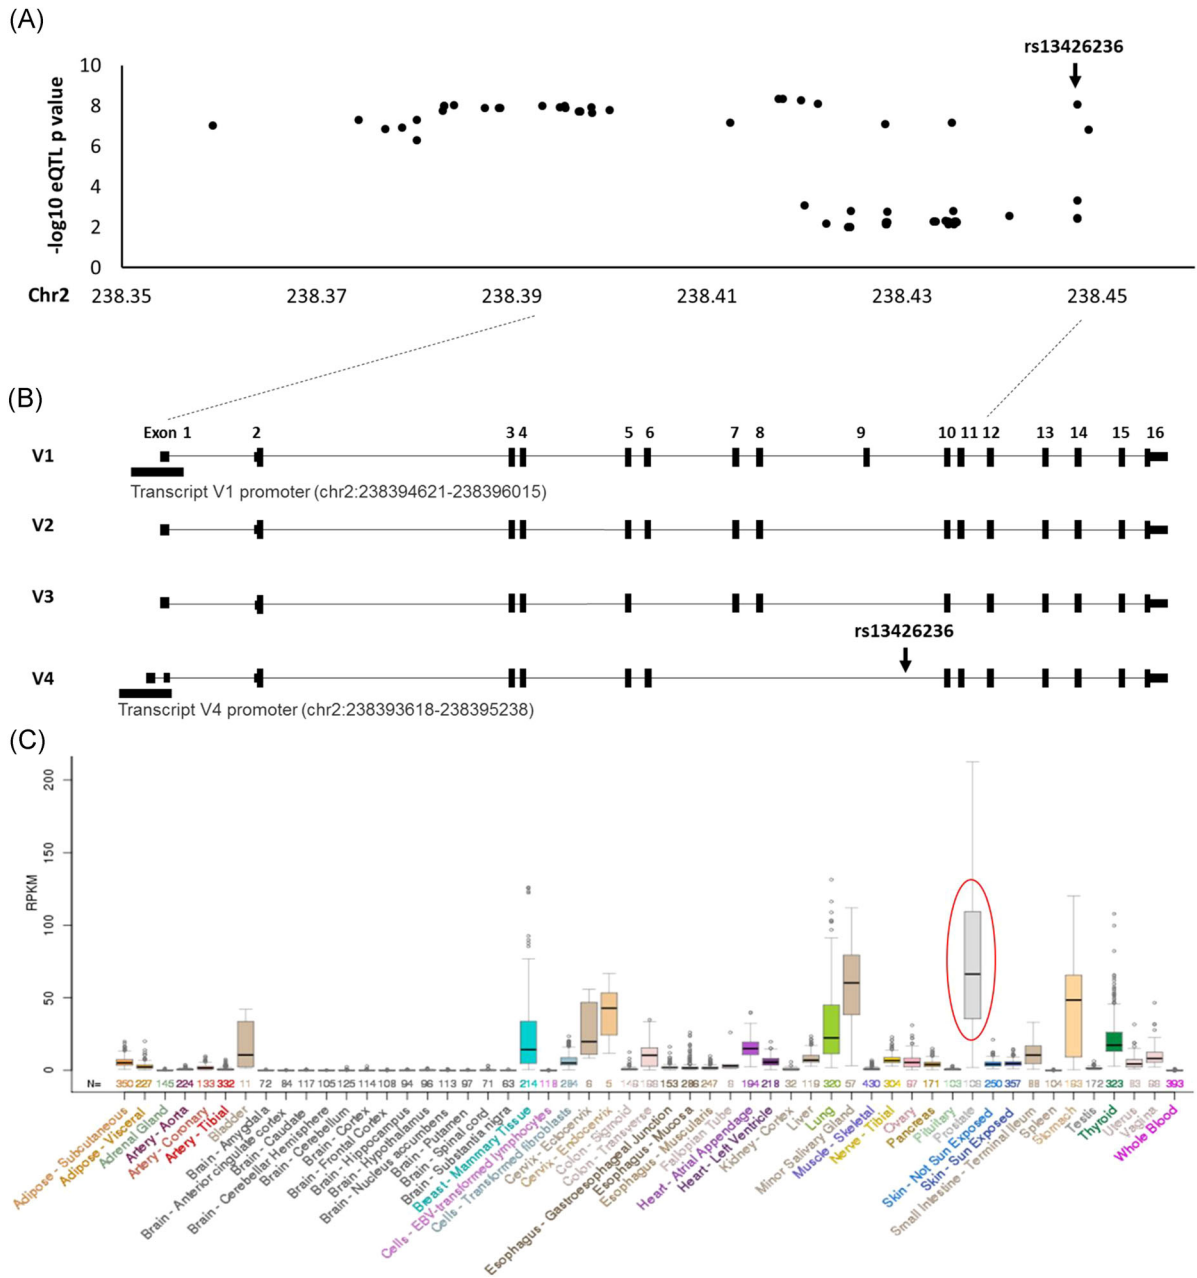 (A)
rs13426236
-log10 eQTL p value
10
8
6
4
2
0
Chr2
238.35
238.37
238.39
238.41
238.43
238.45
(B)
Exon 1 2 3 4 5 6 7 8 9 10 11 12 13 14 15 16
V1
Transcript V1 promoter (chr2:238394621-238396015)
V2
V3
rs13426236
V4
Transcript V4 promoter (chr2:238393618-238395238)
(C)
RPKM
200
150
100
50
0
N= 350 227 145 224 133 332 11 72 84 117 105 125 114 108 94 96 113 97 71 63 214 118 284 6 5 149 169 153 286 247 6 194 218 32 119 320 57 430 304 97 171 103 106 250 357 88 104 193 172 323 83 96 393
Adipose - Subcutaneous
Adipose - Visceral
Adrenal Gland
Artery - Aorta
Artery - Coronary
Artery - Tibial
Bladder
Brain - Amygdala
Brain - Anterior cingulate cortex
Brain - Caudate
Brain - Cerebellar Hemisphere
Brain - Cerebellum
Brain - Cortex
Brain - Frontal Cortex
Brain - Hippocampus
Brain - Hypothalamus
Brain - Nucleus accumbens
Brain - Putamen
Brain - Spinal cord
Brain - Substantia nigra
Breast - Mammary Tissue
Cells - EBV-transformed lymphocytes
Cells - Transformed fibroblasts
Cervix - Ectocervix
Cervix - Endocervix
Colon - Sigmoid
Colon - Transverse
Esophagus - Gastroesophageal Junction
Esophagus - Mucosa
Esophagus - Muscularis
Fallopian Tube
Heart - Atrial Appendage
Heart - Left Ventricle
Kidney - Cortex
Liver
Lung
Minor Salivary Gland
Muscle - Skeletal
Nerve - Tibial
Ovary
Pancreas
Pituitary
Prostate
Skin - Not Sun Exposed
Skin - Sun Exposed
Small Intestine - Terminal Ileum
Spleen
Stomach
Testis
Thyroid
Uterus
Vagina
Whole Blood